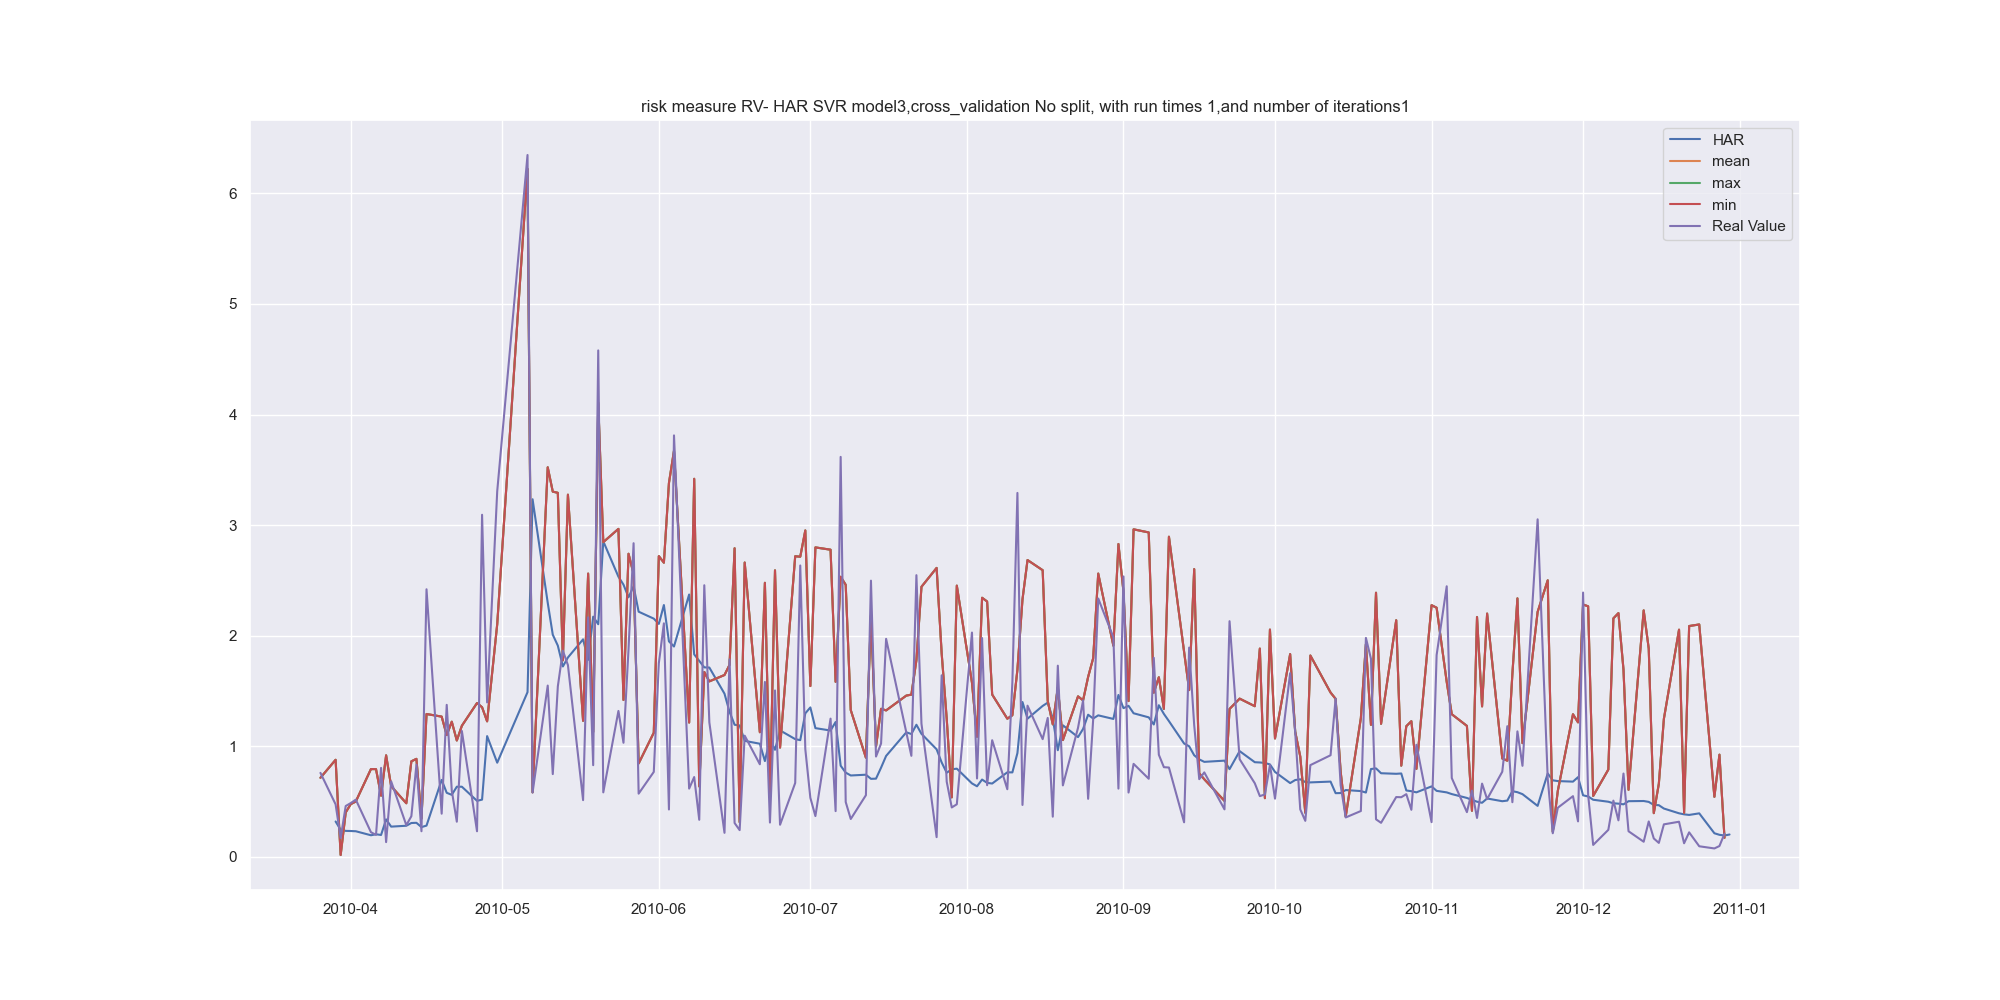 risk measure RV- HAR SVR model3,cross_validation No split, with run times 1,and number of iterations1
HAR
mean
max
min
Real Value
6
5
4
3
2
1
0
2010-04 2010-05 2010-06 2010-07 2010-08 2010-09 2010-10 2010-11 2010-12 2011-01